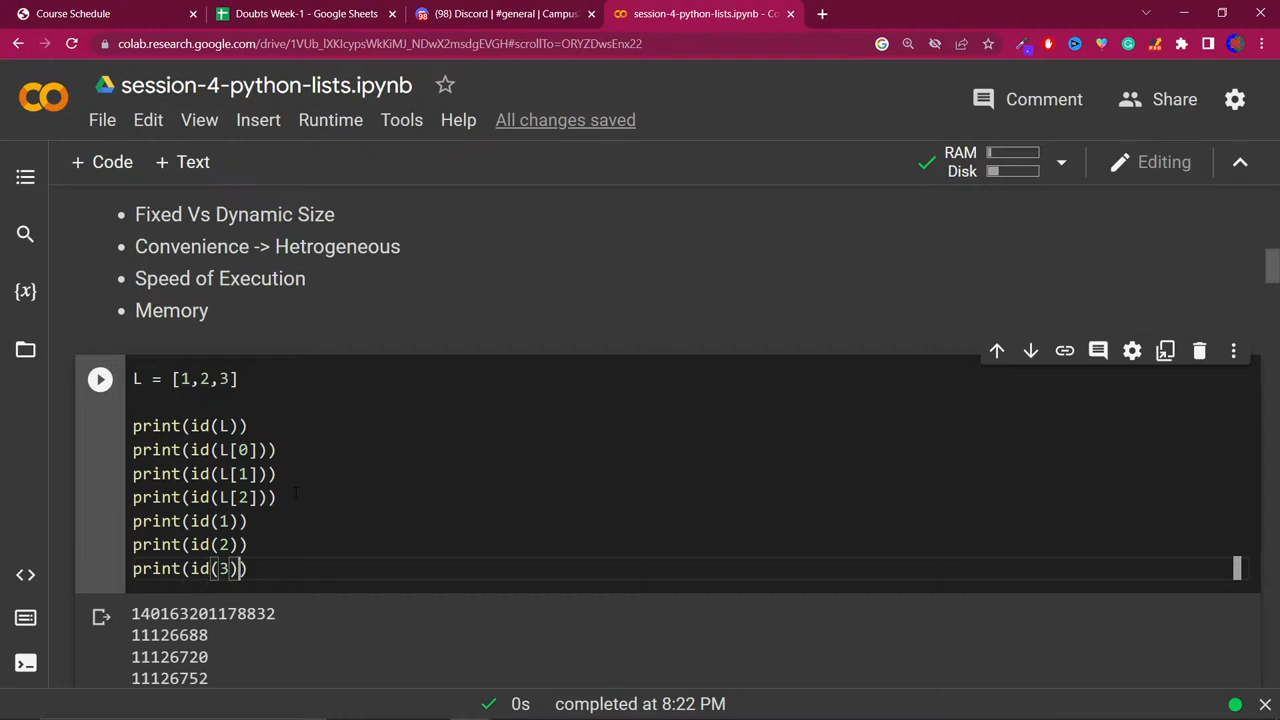 Course Schedule
Doubts Week-1 - Google Sheets
(98) Discord | #general | Campus
session-4-python-lists.ipynb - Co
colab.research.google.com/drive/1VUb_lXKIcypsWkKiMJ_NDwX2msdgEVGH#scrollTo=ORYZDwsEnx22
session-4-python-lists.ipynb
Comment
Share
File Edit View Insert Runtime Tools Help All changes saved
+ Code + Text
RAM
Disk
Editing
• Fixed Vs Dynamic Size
• Convenience -> Hetrogeneous
• Speed of Execution
• Memory
L = [1,2,3]
print(id(L))
print(id(L[0]))
print(id(L[1]))
print(id(L[2]))
print(id(1))
print(id(2))
print(id(3))
140163201178832
11126688
11126720
11126752
0s completed at 8:22 PM